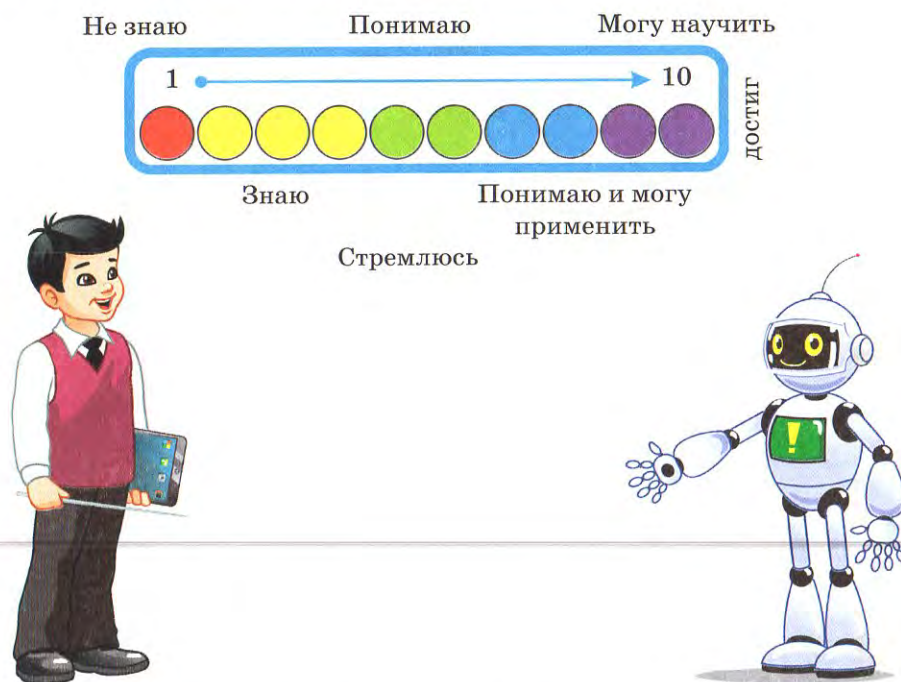 Не знаю Понимаю Могу научить
1 10
достиг
Знаю Понимаю и могу
применить
Стремлюсь
!